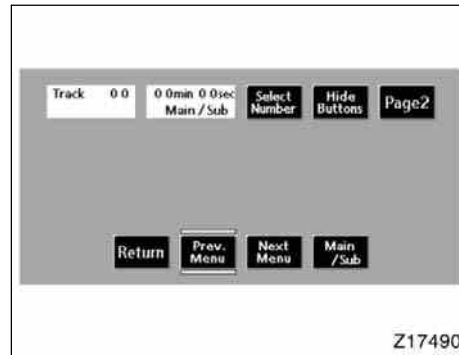 Track 0 0
0 0min 0 0sec
Main / Sub
Select
Number
Hide
Buttons
Page2
Return
Prev.
Menu
Next
Menu
Main
/Sub
Z17490